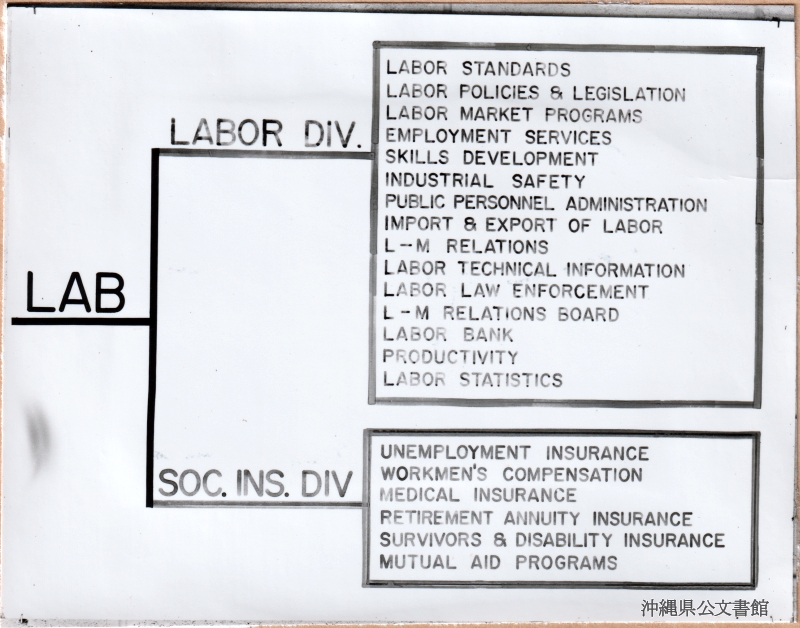 LAB
LABOR DIV.
LABOR STANDARDS
LABOR POLICIES & LEGISLATION
LABOR MARKET PROGRAMS
EMPLOYMENT SERVICES
SKILLS DEVELOPMENT
INDUSTRIAL SAFETY
PUBLIC PERSONNEL ADMINISTRATION
IMPORT & EXPORT OF LABOR
L-M RELATIONS
LABOR TECHNICAL INFORMATION
LABOR LAW ENFORCEMENT
L-M RELATIONS BOARD
LABOR BANK
PRODUCTIVITY
LABOR STATISTICS
SOC. INS. DIV
UNEMPLOYMENT INSURANCE
WORKMEN'S COMPENSATION
MEDICAL INSURANCE
RETIREMENT ANNUITY INSURANCE
SURVIVORS & DISABILITY INSURANCE
MUTUAL AID PROGRAMS
沖縄県公文書館